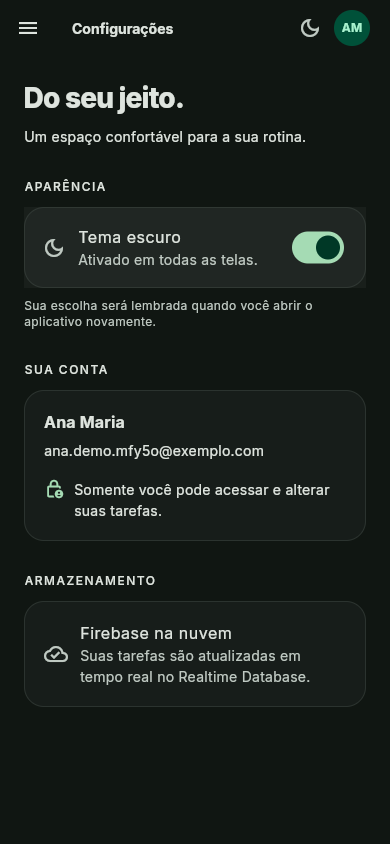 Configurações
AM
Do seu jeito.
Um espaço confortável para a sua rotina.
APARÊNCIA
Tema escuro
Ativado em todas as telas.
Sua escolha será lembrada quando você abrir o
aplicativo novamente.
SUA CONTA
Ana Maria
ana.demo.mfy5o@exemplo.com
Somente você pode acessar e alterar
suas tarefas.
ARMAZENAMENTO
Firebase na nuvem
Suas tarefas são atualizadas em
tempo real no Realtime Database.